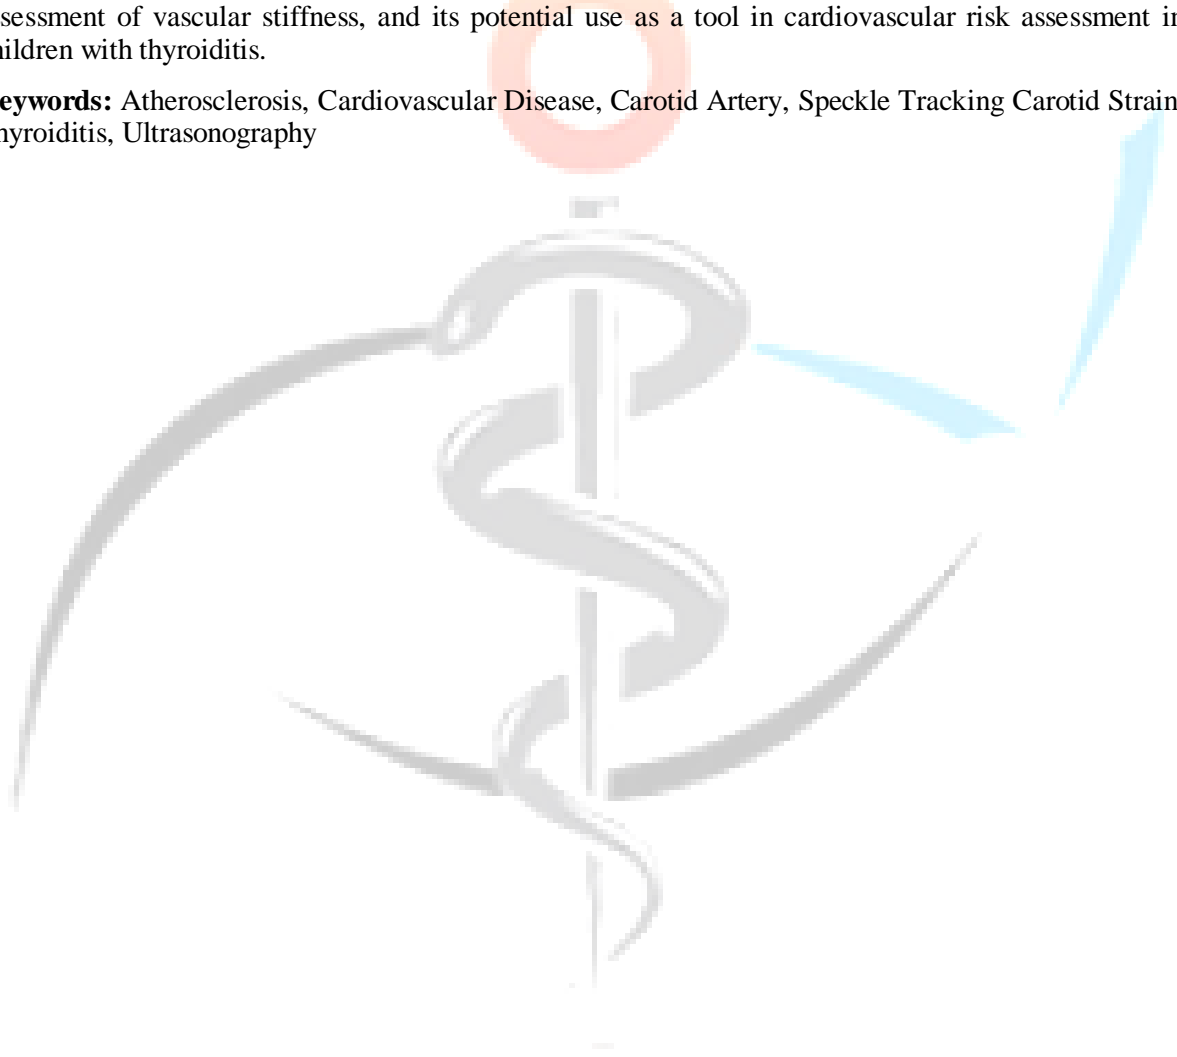 sessment of vascular stiffness, and its potential use as a tool in cardiovascular risk assessment in
ildren with thyroiditis.
eywords: Atherosclerosis, Cardiovascular Disease, Carotid Artery, Speckle Tracking Carotid Strain
yroiditis, Ultrasonography